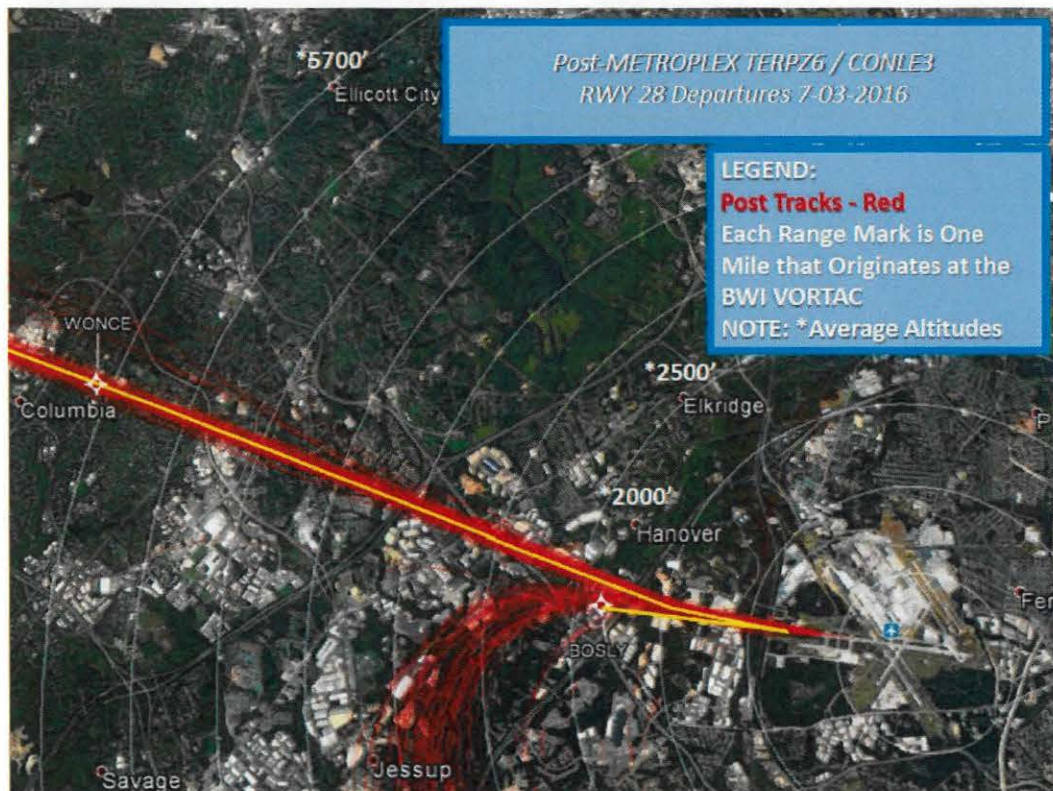 *5700'
Ellicott City
Post-METROPLEX TERPZ6 / CONLE3
RWY 28 Departures 7-03-2016
LEGEND:
Post Tracks - Red
Each Range Mark is One
Mile that Originates at the
BWI VORTAC
NOTE: *Average Altitudes
WONCE
Columbia
*2500'
Elkridge
P
*2000'
Hanover
Fer
BOSLY
Jessup
Savage